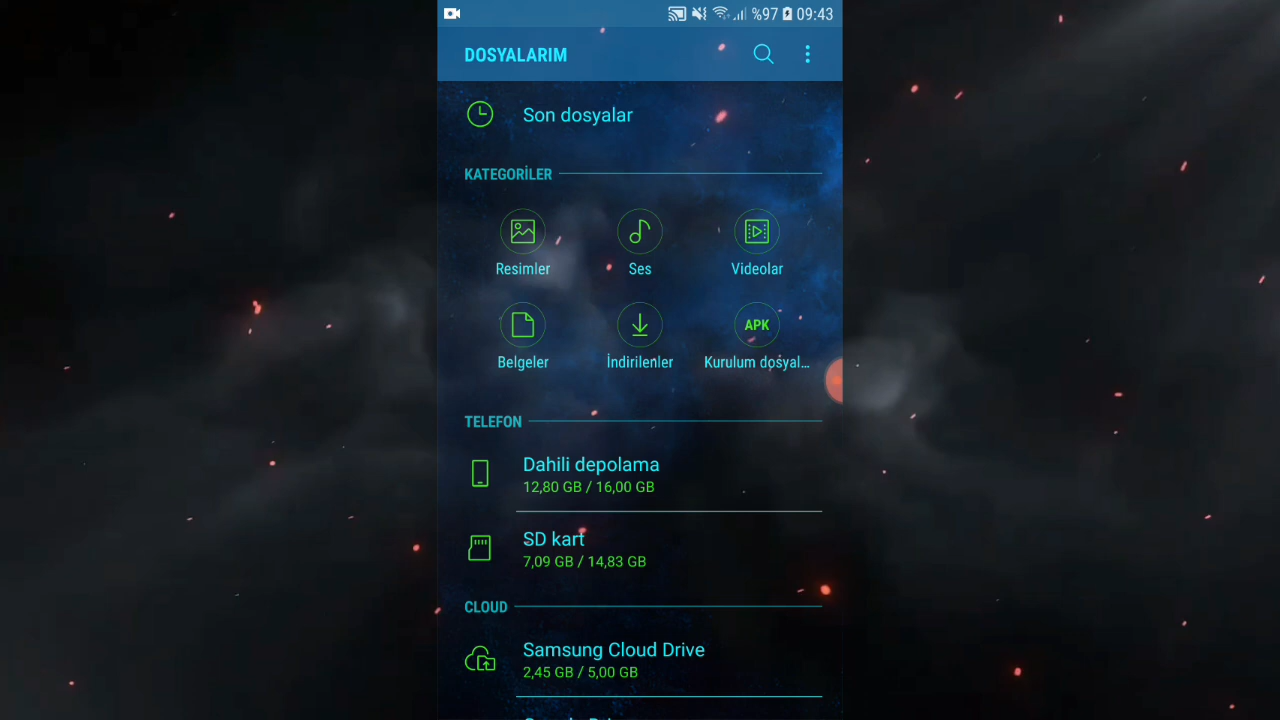 %97 09:43
DOSYALARIM
Son dosyalar
KATEGORİLER
Resimler
Ses
Videolar
APK
Belgeler
İndirilenler
Kurulum dosyal...
TELEFON
Dahili depolama
12,80 GB / 16,00 GB
SD kart
7,09 GB / 14,83 GB
CLOUD
Samsung Cloud Drive
2,45 GB / 5,00 GB